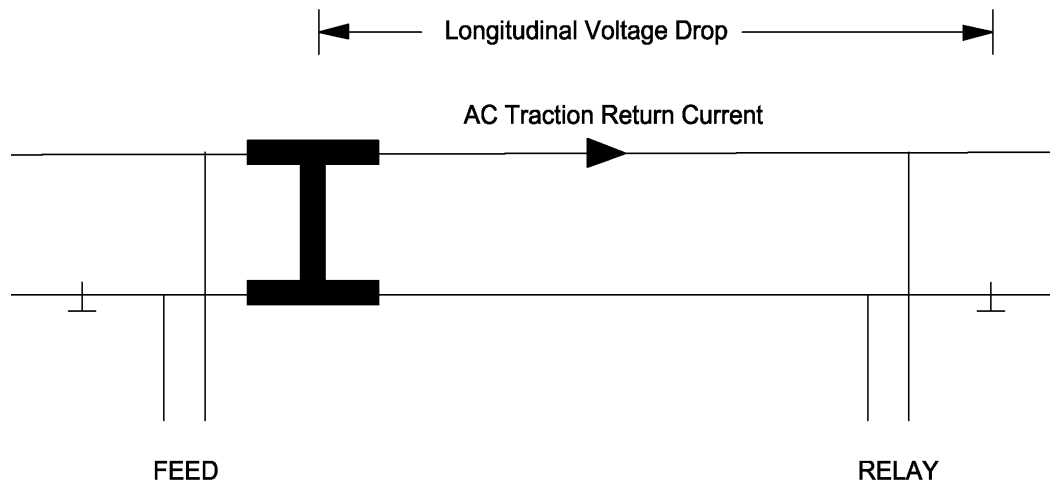 Longitudinal Voltage Drop
AC Traction Return Current
FEED
RELAY